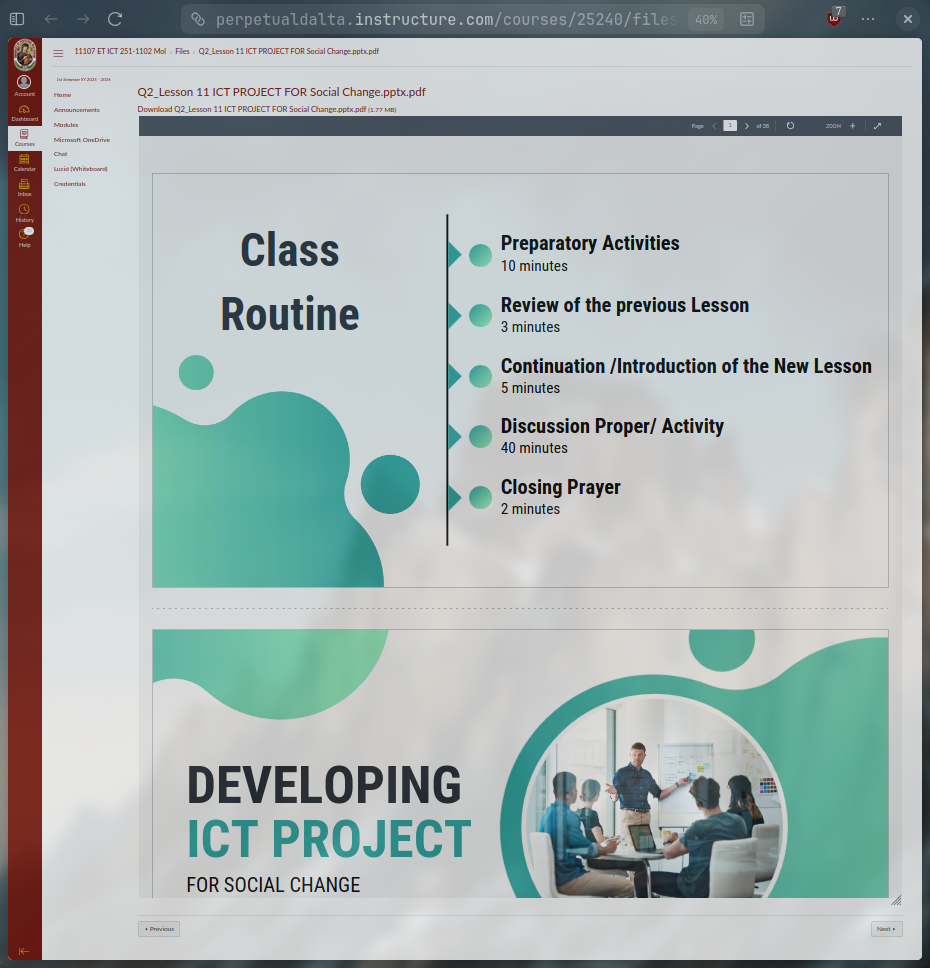 perpetualdalta.instructure.com/courses/25240/files
40%
7
11107 ET ICT 251-1102 Mol › Files › Q2_Lesson 11 ICT PROJECT FOR Social Change.pptx.pdf
1st Semester SY 2025 - 2026
Home
Announcements
Modules
Microsoft OneDrive
Chat
Lucid (Whiteboard)
Credentials
Account
Dashboard
Courses
Calendar
Inbox
History
Help
Q2_Lesson 11 ICT PROJECT FOR Social Change.pptx.pdf
Download Q2_Lesson 11 ICT PROJECT FOR Social Change.pptx.pdf (1.77 MB)
Page < 1 > of 38 ZOOM +
Class
Routine
Preparatory Activities
10 minutes
Review of the previous Lesson
3 minutes
Continuation /Introduction of the New Lesson
5 minutes
Discussion Proper/ Activity
40 minutes
Closing Prayer
2 minutes
DEVELOPING
ICT PROJECT
FOR SOCIAL CHANGE
◂ Previous
Next ▸